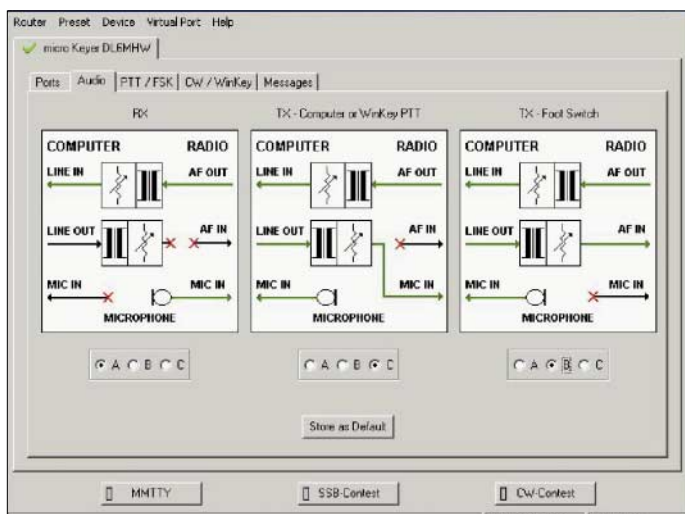 Router Preset Device Virtual Port Help
micro Keyer DL6MHW
Ports Audio PTT / FSK CW / WinKey Messages
RX TX - Computer or WinKey PTT TX - Foot Switch
COMPUTER RADIO COMPUTER RADIO COMPUTER RADIO
LINE IN AF OUT LINE IN AF OUT LINE IN AF OUT
LINE OUT AF IN LINE OUT AF IN LINE OUT AF IN
MIC IN MIC IN MIC IN MIC IN MIC IN MIC IN
MICROPHONE MICROPHONE MICROPHONE
A B C A B C A B C
Store as Default
MMTTY SSB-Contest CW-Contest